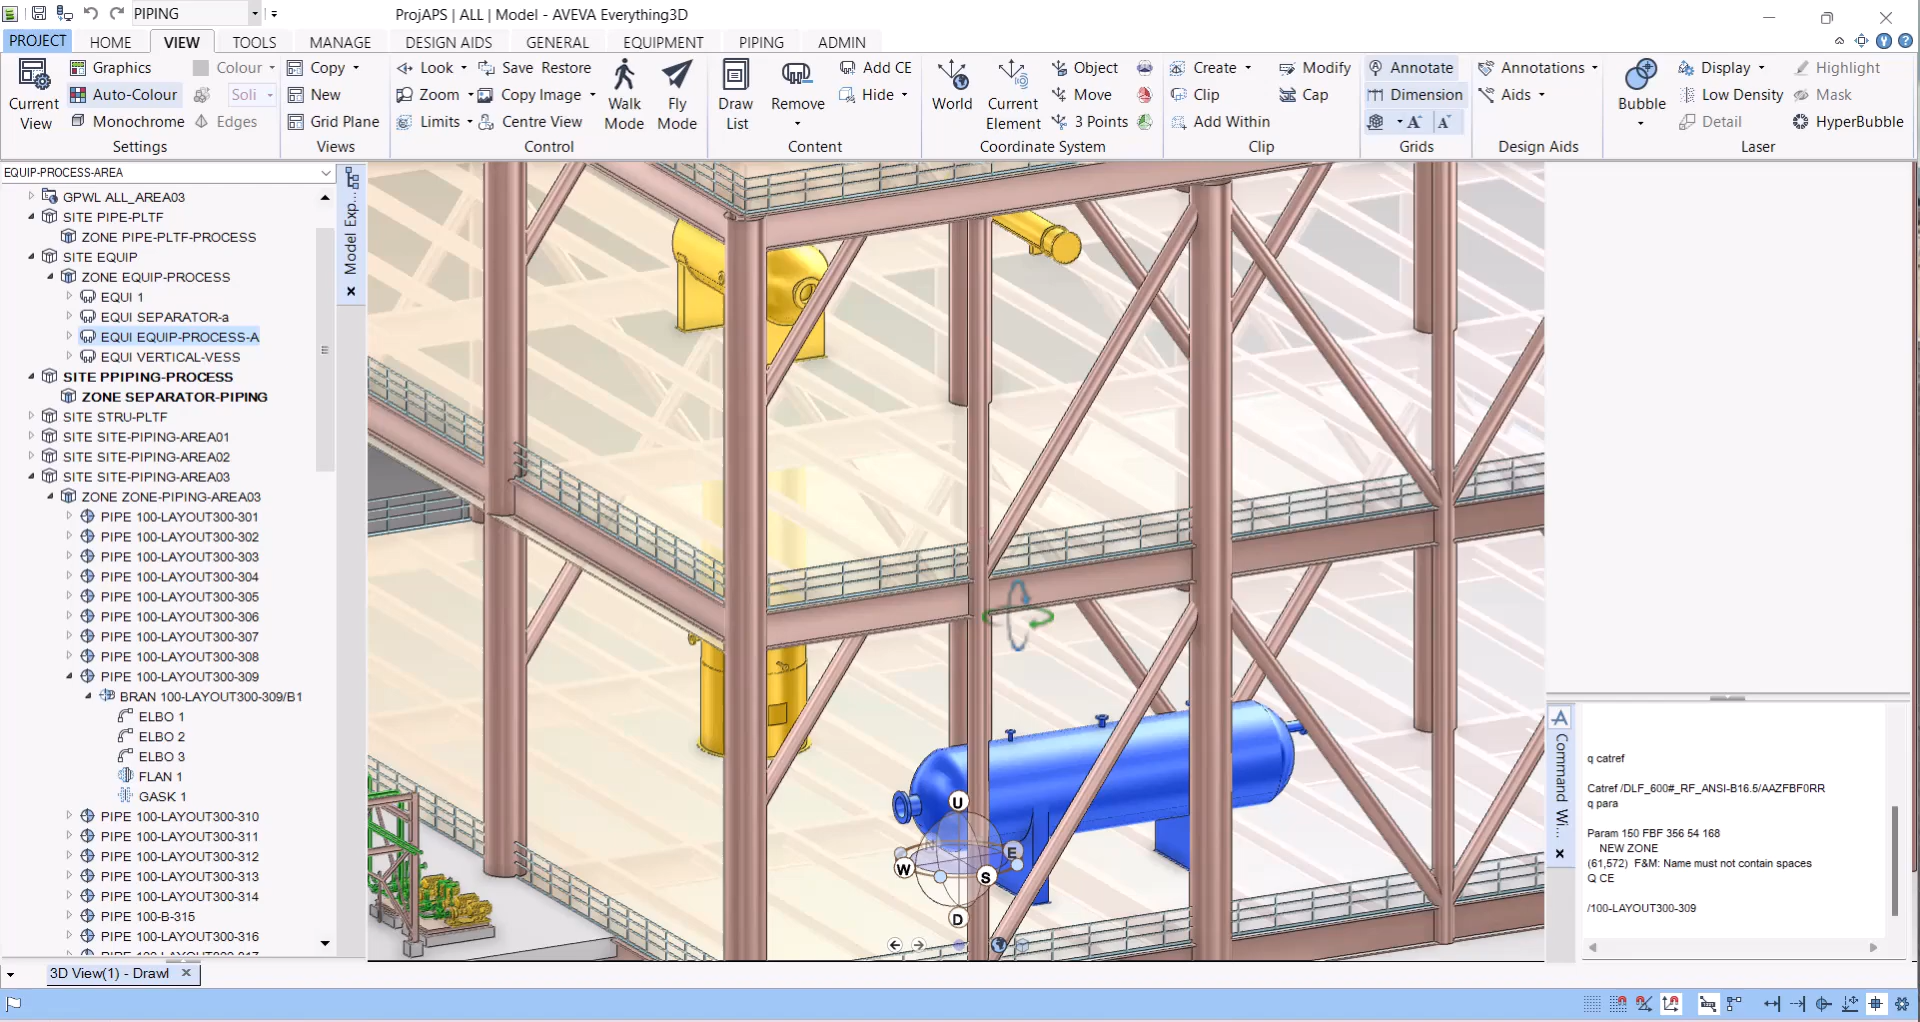 PIPING
ProjAPS | ALL | Model - AVEVA Everything3D
PROJECT
HOME
VIEW
TOOLS
MANAGE
DESIGN AIDS
GENERAL
EQUIPMENT
PIPING
ADMIN
Current
View
Graphics
Auto-Colour
Monochrome
Colour
Soli
Edges
Settings
Copy
New
Grid Plane
Views
Look
Zoom
Limits
Save Restore
Copy Image
Centre View
Walk
Mode
Fly
Mode
Control
Draw
List
Remove
Add CE
Hide
Content
World
Current
Element
Object
Move
3 Points
Coordinate System
Create
Clip
Add Within
Modify
Cap
Clip
Annotate
Dimension
A
A
Grids
Annotations
Aids
Design Aids
Bubble
Display
Low Density
Detail
Highlight
Mask
HyperBubble
Laser
EQUIP-PROCESS-AREA
GPWL ALL_AREA03
SITE PIPE-PLTF
ZONE PIPE-PLTF-PROCESS
SITE EQUIP
ZONE EQUIP-PROCESS
EQUI 1
EQUI SEPARATOR-a
EQUI EQUIP-PROCESS-A
EQUI VERTICAL-VESS
SITE PPIPING-PROCESS
ZONE SEPARATOR-PIPING
SITE STRU-PLTF
SITE SITE-PIPING-AREA01
SITE SITE-PIPING-AREA02
SITE SITE-PIPING-AREA03
ZONE ZONE-PIPING-AREA03
PIPE 100-LAYOUT300-301
PIPE 100-LAYOUT300-302
PIPE 100-LAYOUT300-303
PIPE 100-LAYOUT300-304
PIPE 100-LAYOUT300-305
PIPE 100-LAYOUT300-306
PIPE 100-LAYOUT300-307
PIPE 100-LAYOUT300-308
PIPE 100-LAYOUT300-309
BRAN 100-LAYOUT300-309/B1
ELBO 1
ELBO 2
ELBO 3
FLAN 1
GASK 1
PIPE 100-LAYOUT300-310
PIPE 100-LAYOUT300-311
PIPE 100-LAYOUT300-312
PIPE 100-LAYOUT300-313
PIPE 100-LAYOUT300-314
PIPE 100-B-315
PIPE 100-LAYOUT300-316
Model Exp...
U
E
W
S
D
Command Wi...
q catref
Catref /DLF_600#_RF_ANSI-B16.5/AAZFBF0RR
q para
Param 150 FBF 356 54 168
NEW ZONE
(61,572) F&M: Name must not contain spaces
Q CE
/100-LAYOUT300-309
3D View(1) - Drawl